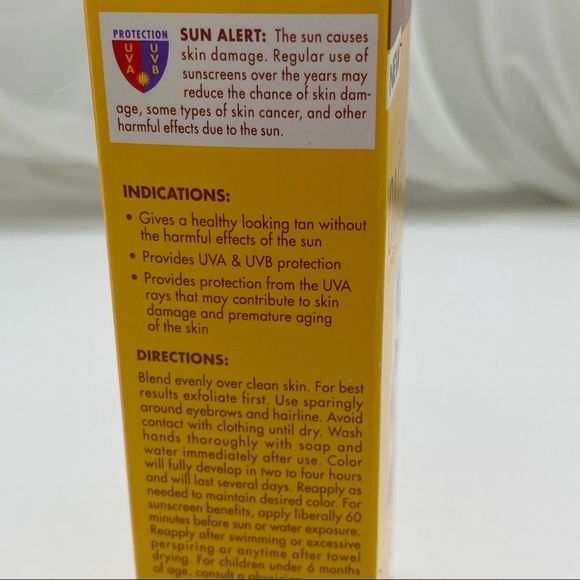 PROTECTION
UVA UVB
SUN ALERT: The sun causes
skin damage. Regular use of
sunscreens over the years may
reduce the chance of skin dam-
age, some types of skin cancer, and other
harmful effects due to the sun.
INDICATIONS:
• Gives a healthy looking tan without
the harmful effects of the sun
• Provides UVA & UVB protection
• Provides protection from the UVA
rays that may contribute to skin
damage and premature aging
of the skin
DIRECTIONS:
Blend evenly over clean skin. For best
results exfoliate first. Use sparingly
around eyebrows and hairline. Avoid
contact with clothing until dry. Wash
hands thoroughly with soap and
water immediately after use. Color
will fully develop in two to four hours
and will last several days. Reapply as
needed to maintain desired color. For
sunscreen benefits, apply liberally 60
minutes before sun or water exposure.
Reapply after swimming or excessive
perspiring or anytime after towel
drying. For children under 6 months
of age, consult a physician
NEW